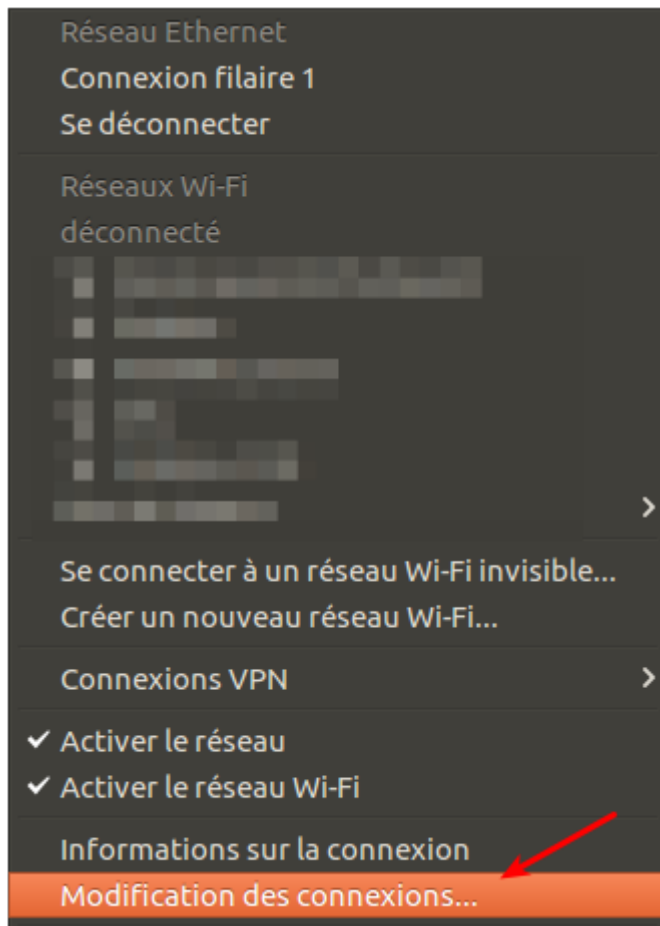 Réseau Ethernet
Connexion filaire 1
Se déconnecter
Réseaux Wi-Fi
déconnecté
Se connecter à un réseau Wi-Fi invisible...
Créer un nouveau réseau Wi-Fi...
Connexions VPN
Activer le réseau
Activer le réseau Wi-Fi
Informations sur la connexion
Modification des connexions...